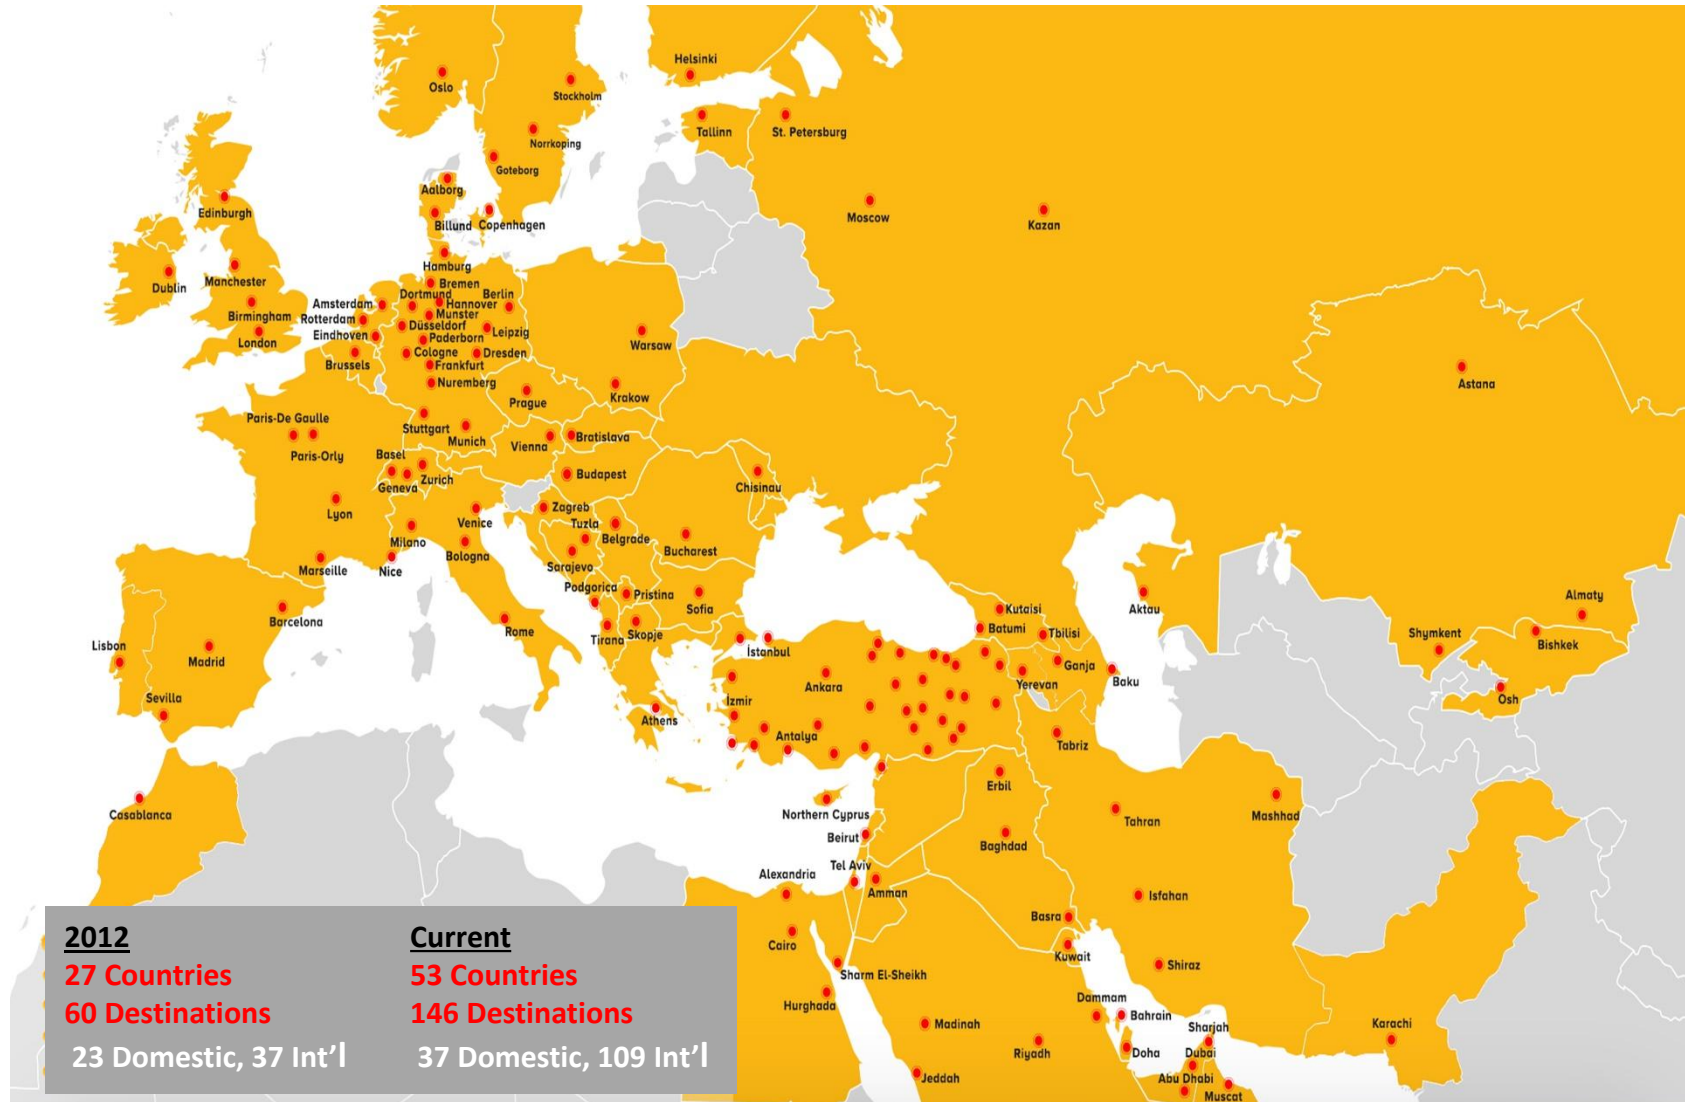 Helsinki
Oslo
Stockholm
Tallinn
St. Petersburg
Norrkoping
Goteborg
Aalborg
Edinburgh
Billund
Copenhagen
Moscow
Kazan
Hamburg
Manchester
Dublin
Bremen
Dortmund
Berlin
Amsterdam
Hannover
Birmingham
Rotterdam
Munster
Düsseldorf
Leipzig
Eindhoven
Paderborn
London
Warsaw
Cologne
Dresden
Brussels
Frankfurt
Nuremberg
Astana
Prague
Krakow
Paris-De Gaulle
Stuttgart
Munich
Vienna
Bratislava
Paris-Orly
Basel
Zurich
Geneva
Budapest
Chisinau
Lyon
Venice
Zagreb
Tuzla
Milano
Belgrade
Bologna
Bucharest
Marseille
Nice
Sarajevo
Podgorica
Pristina
Sofia
Almaty
Kutaisi
Aktau
Barcelona
Rome
Tirana
Skopje
Batumi
Tbilisi
Shymkent
Lisbon
Madrid
İstanbul
Bishkek
Ganja
Yerevan
Baku
Ankara
Sevilla
İzmir
Osh
Athens
Antalya
Tabriz
Erbil
Casablanca
Northern Cyprus
Tahran
Mashhad
Beirut
Baghdad
Tel Aviv
Alexandria
Amman
Isfahan
Basra
Cairo
Kuwait
Shiraz
Sharm El-Sheikh
Hurghada
Dammam
Bahrain
Madinah
Sharjah
Karachi
Riyadh
Doha
Dubai
Jeddah
Abu Dhabi
Muscat
2012
27 Countries
60 Destinations
23 Domestic, 37 Int'l
Current
53 Countries
146 Destinations
37 Domestic, 109 Int'l